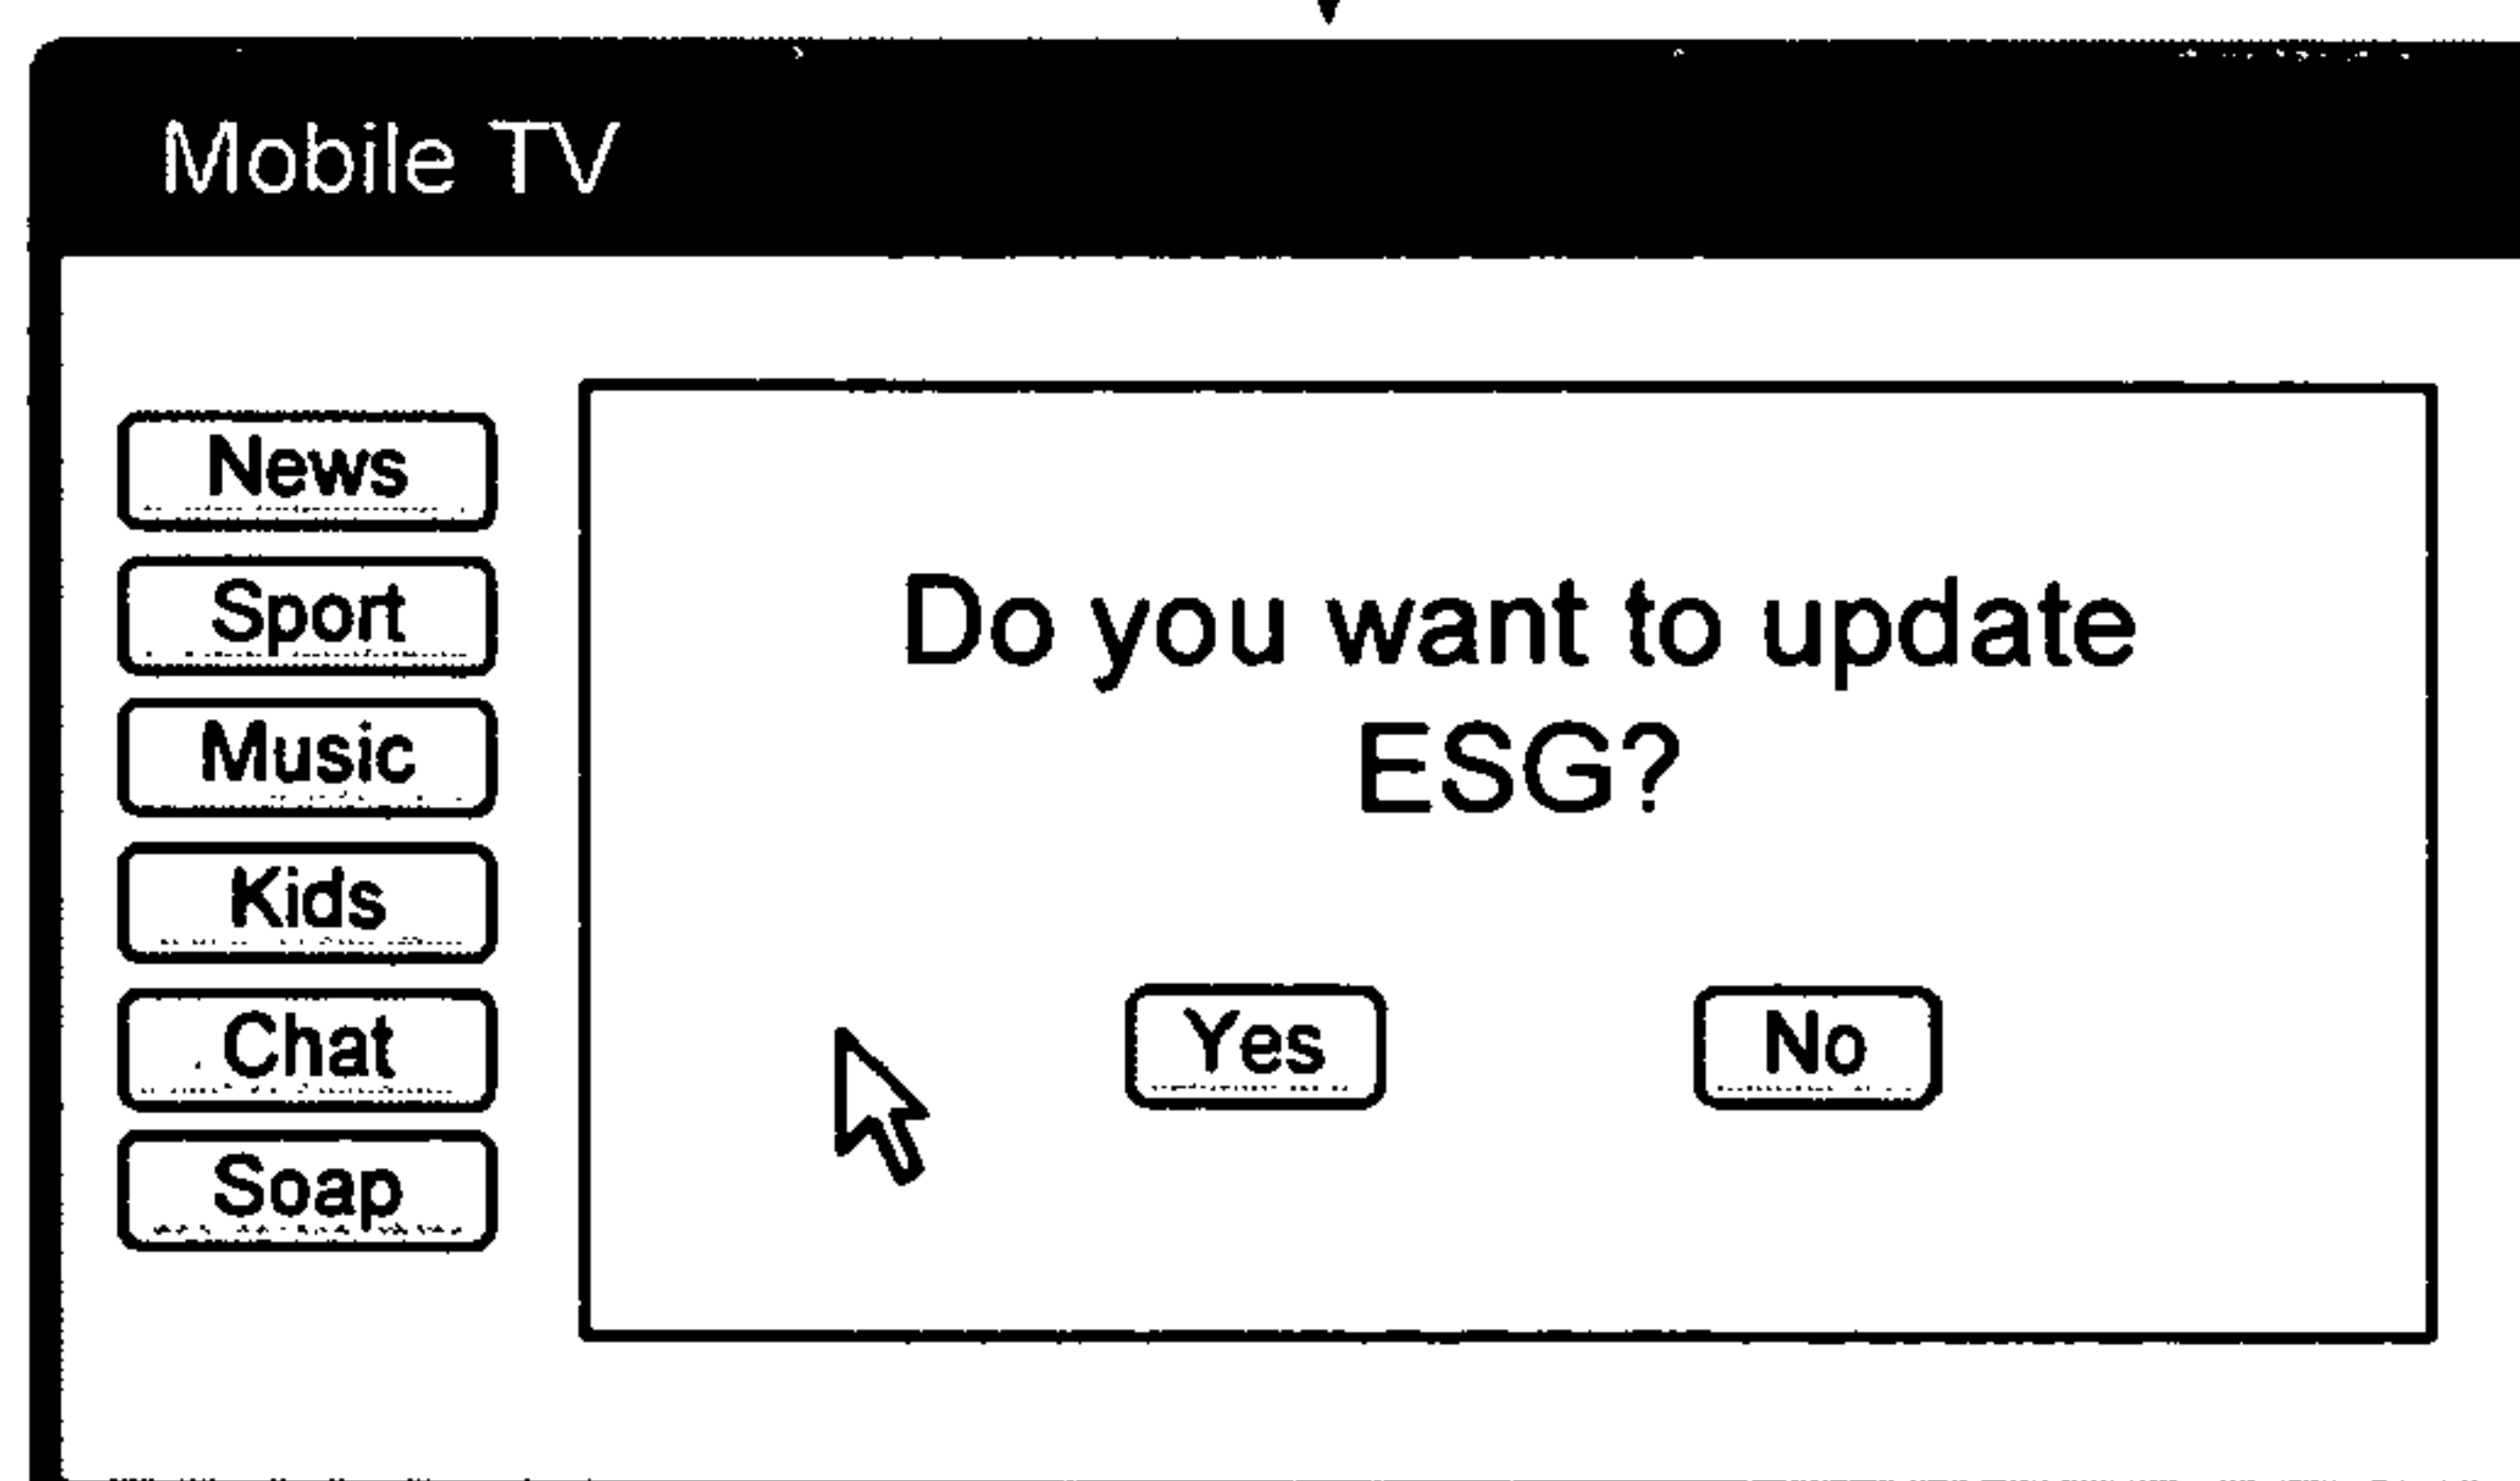 Mobile TV
News
Sport
Music
Kids
Chat
Soap
Do you want to update
ESG?
Yes
No